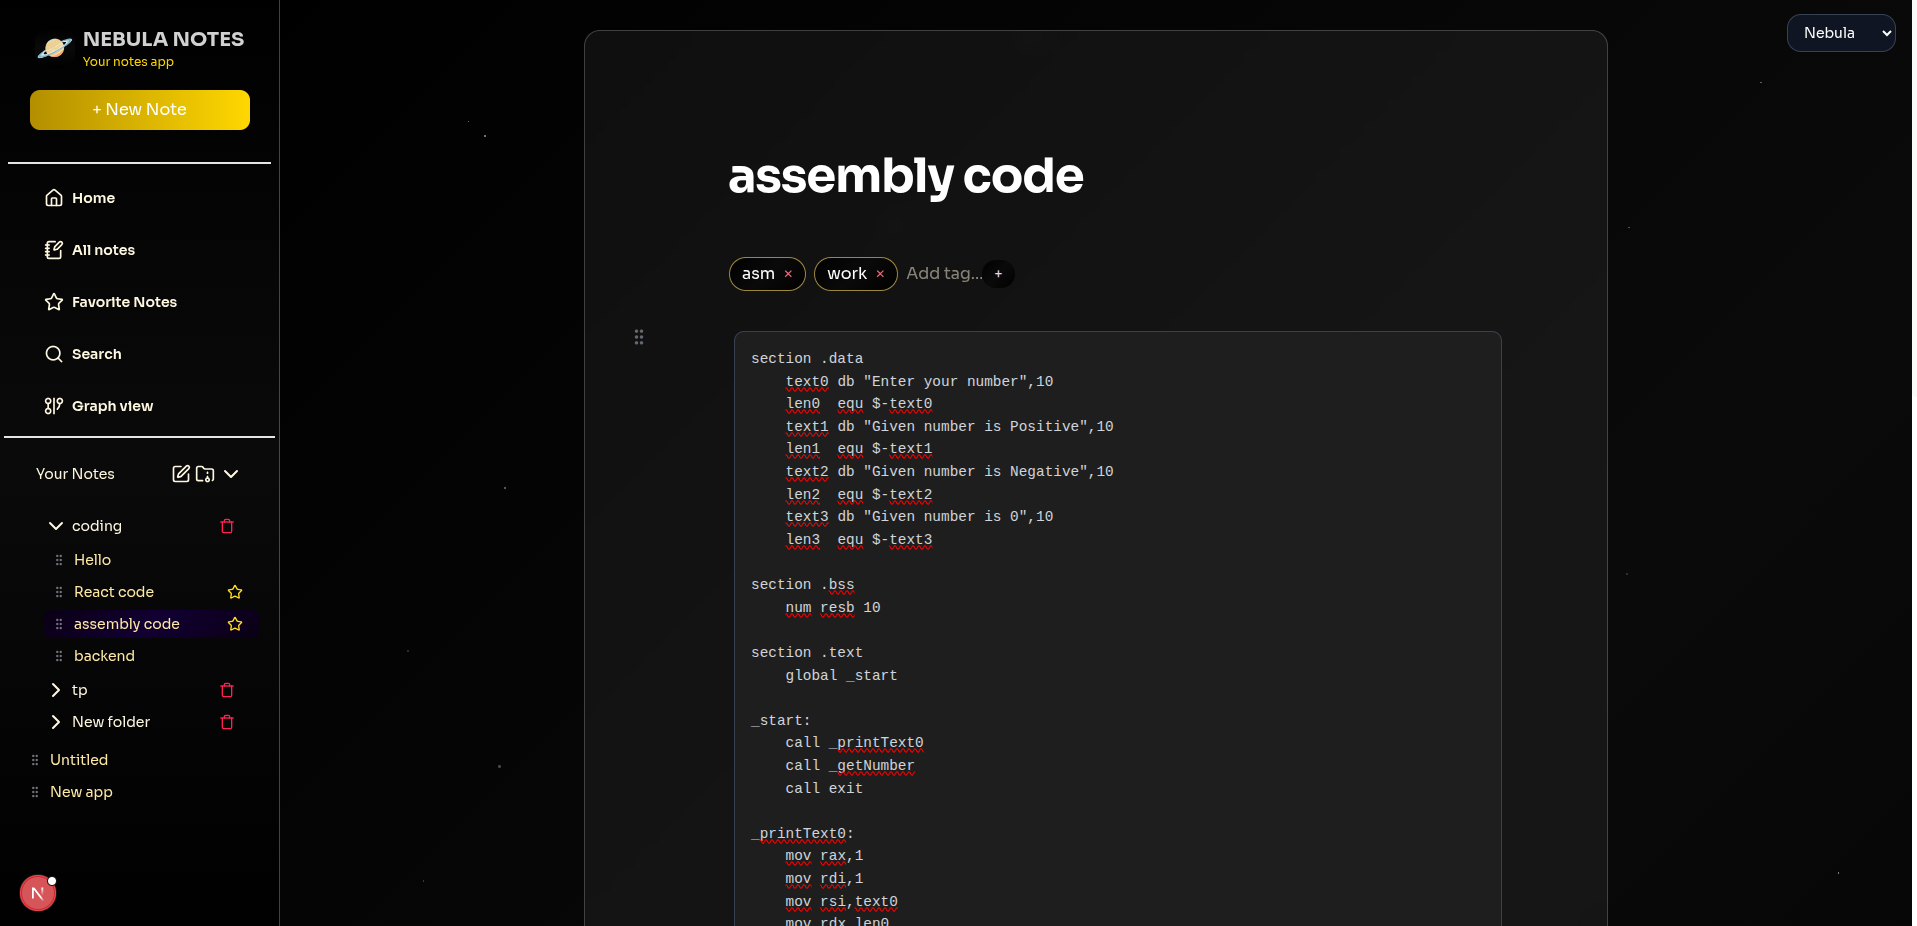 NEBULA NOTES
Your notes app
+ New Note
Home
All notes
Favorite Notes
Search
Graph view
Your Notes
coding
Hello
React code
assembly code
backend
tp
New folder
Untitled
New app
N
Nebula
assembly code
asm × work × Add tag... +
section .data
    text0 db "Enter your number",10
    len0  equ $-text0
    text1 db "Given number is Positive",10
    len1  equ $-text1
    text2 db "Given number is Negative",10
    len2  equ $-text2
    text3 db "Given number is 0",10
    len3  equ $-text3
section .bss
    num resb 10
section .text
    global _start
_start:
    call _printText0
    call _getNumber
    call exit
_printText0:
    mov rax,1
    mov rdi,1
    mov rsi,text0
    mov rdx,len0